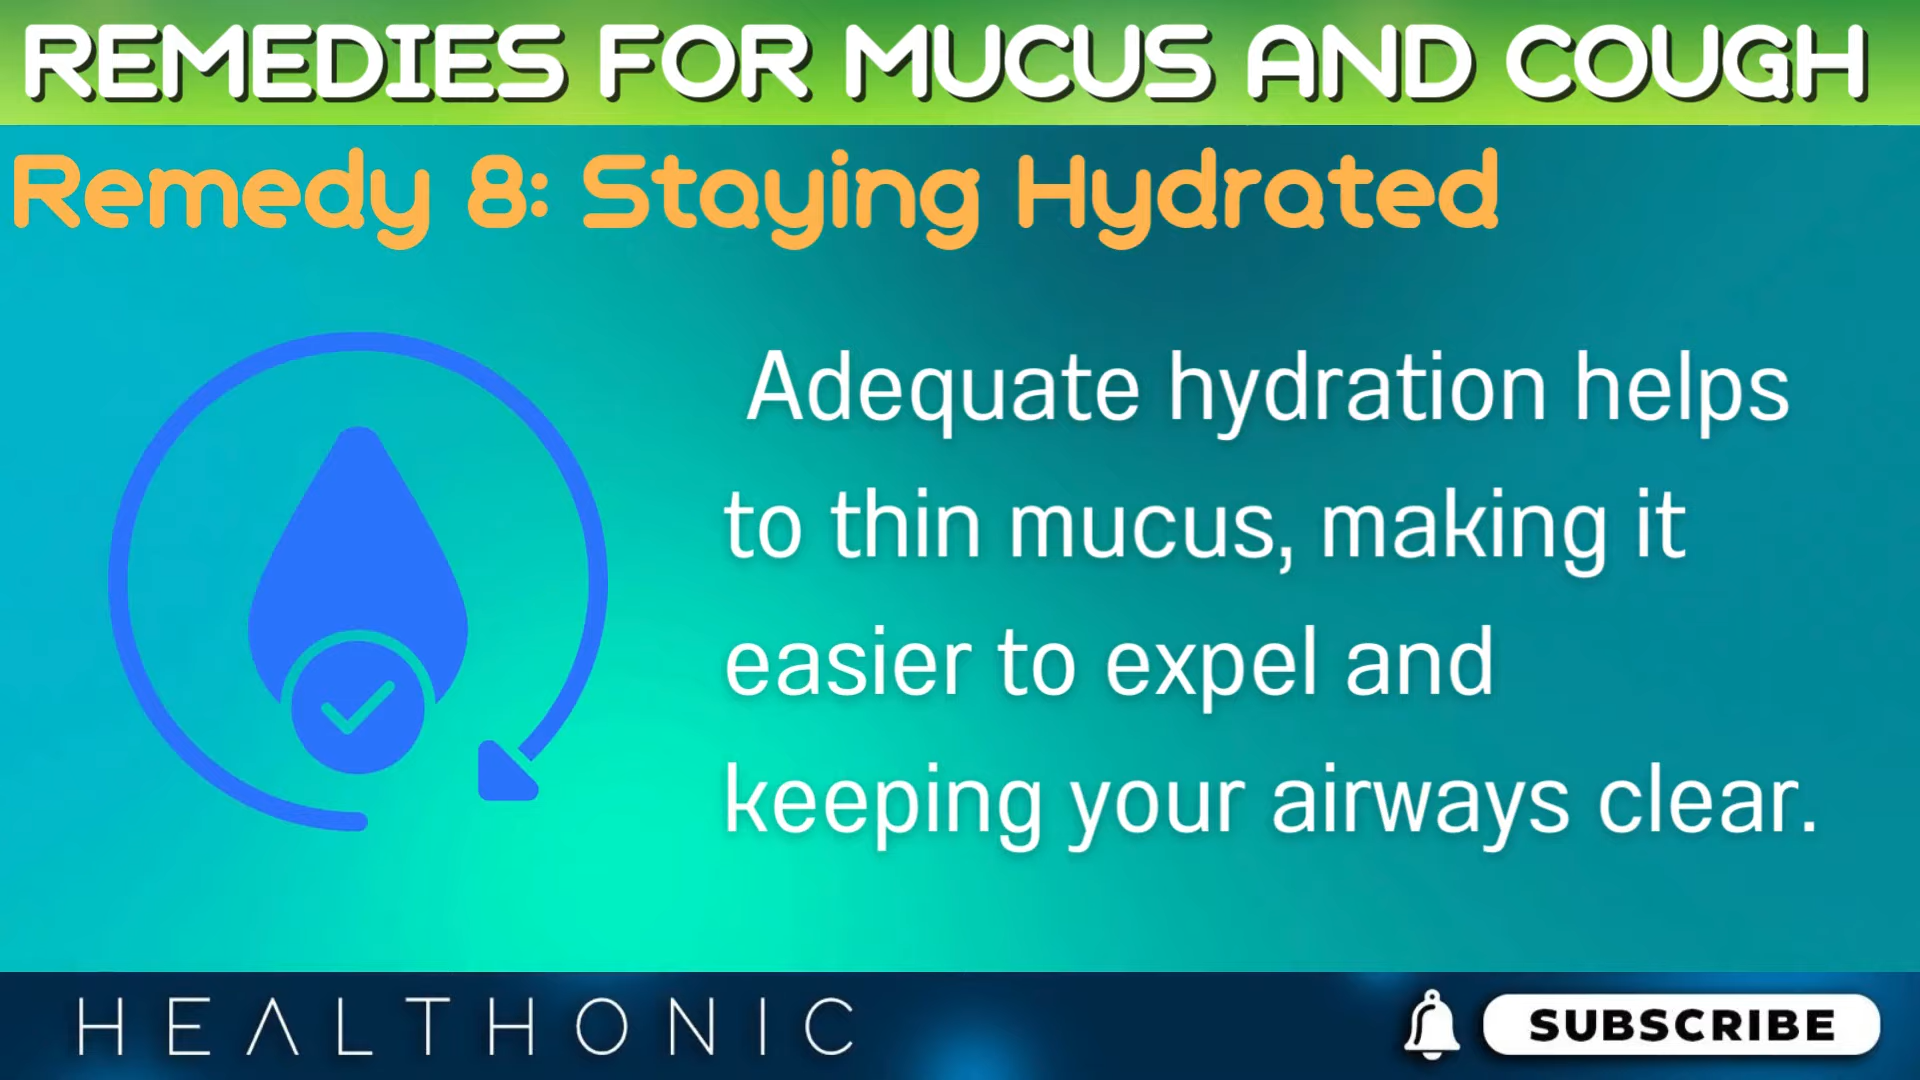 REMEDIES FOR MUCUS AND COUGH
Remedy 8: Staying Hydrated
Adequate hydration helps
to thin mucus, making it
easier to expel and
keeping your airways clear.
HEALTHONIC
SUBSCRIBE